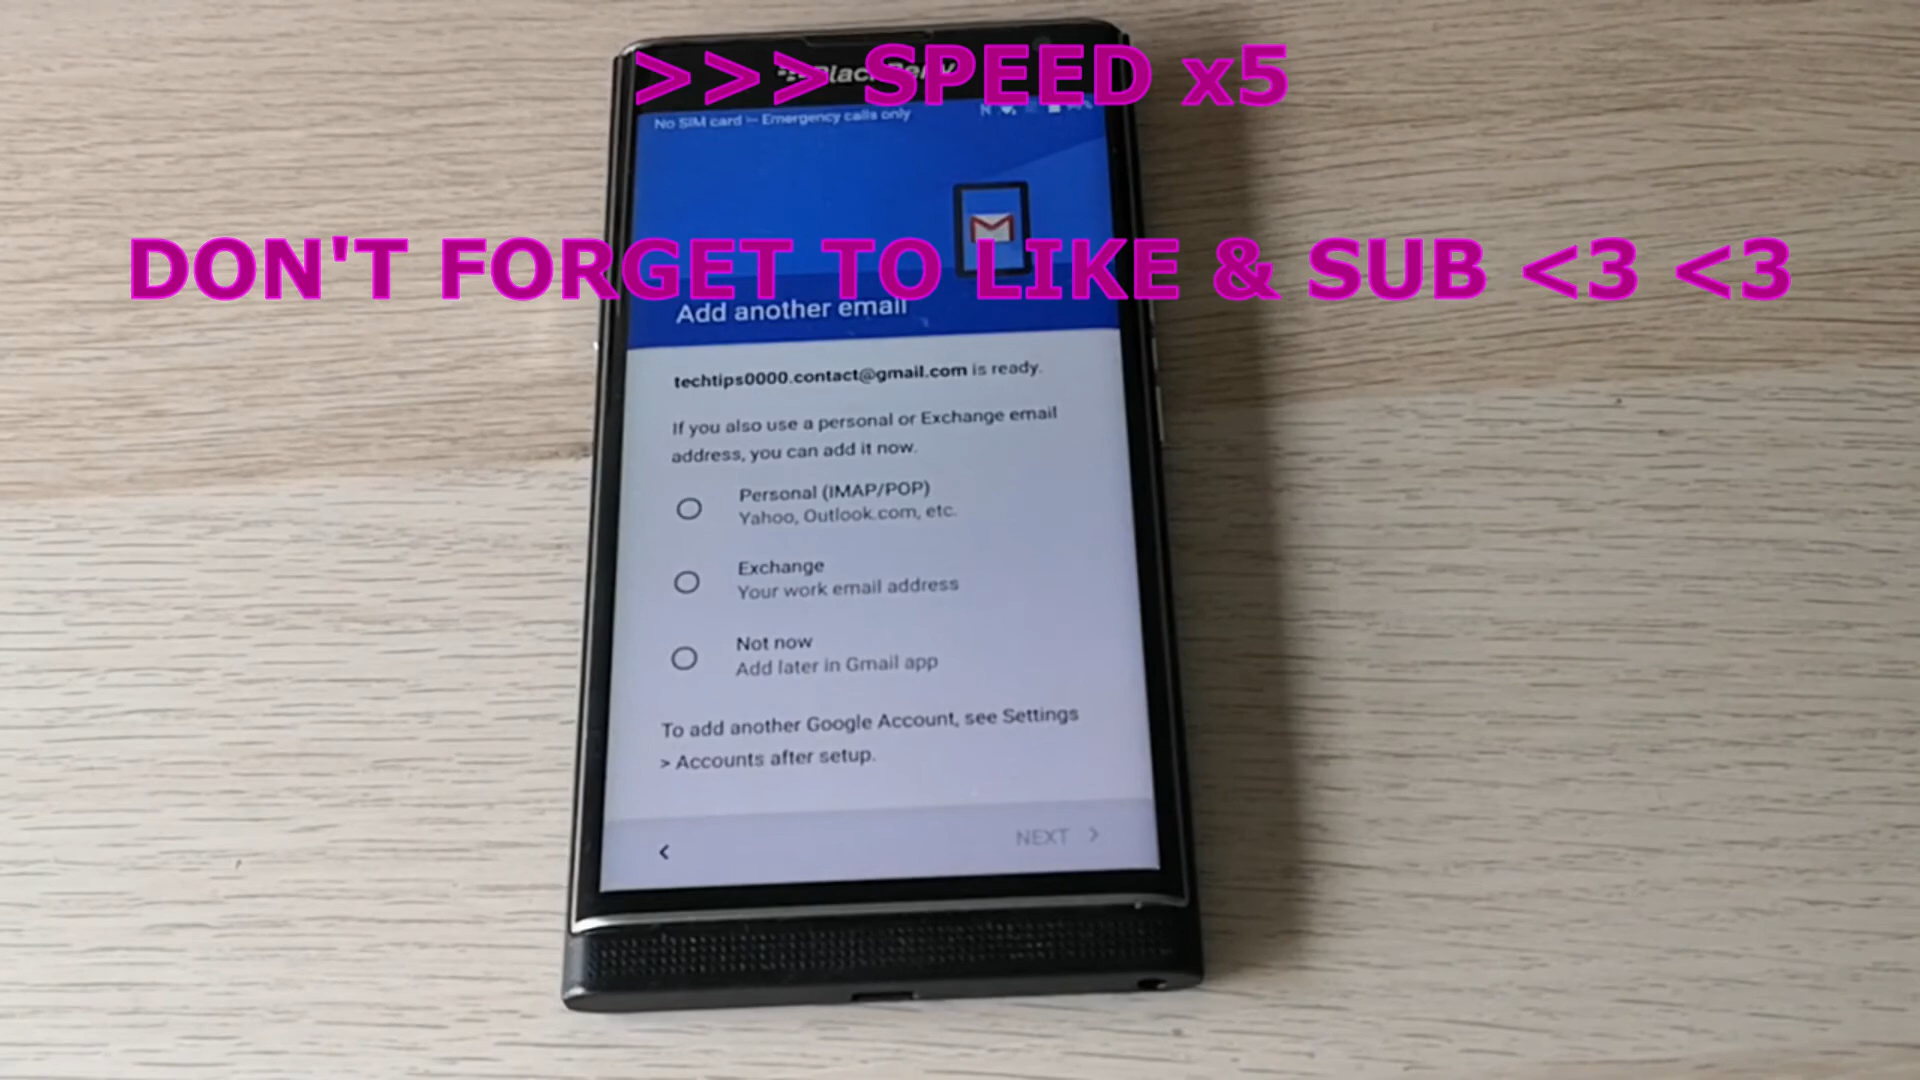 >>> SPEED x5
BlackBerry
No SIM card — Emergency calls only
DON'T FORGET TO LIKE & SUB <3 <3
Add another email
techtips0000.contact@gmail.com is ready.
If you also use a personal or Exchange email
address, you can add it now.
Personal (IMAP/POP)
Yahoo, Outlook.com, etc.
Exchange
Your work email address
Not now
Add later in Gmail app
To add another Google Account, see Settings
> Accounts after setup.
< NEXT >